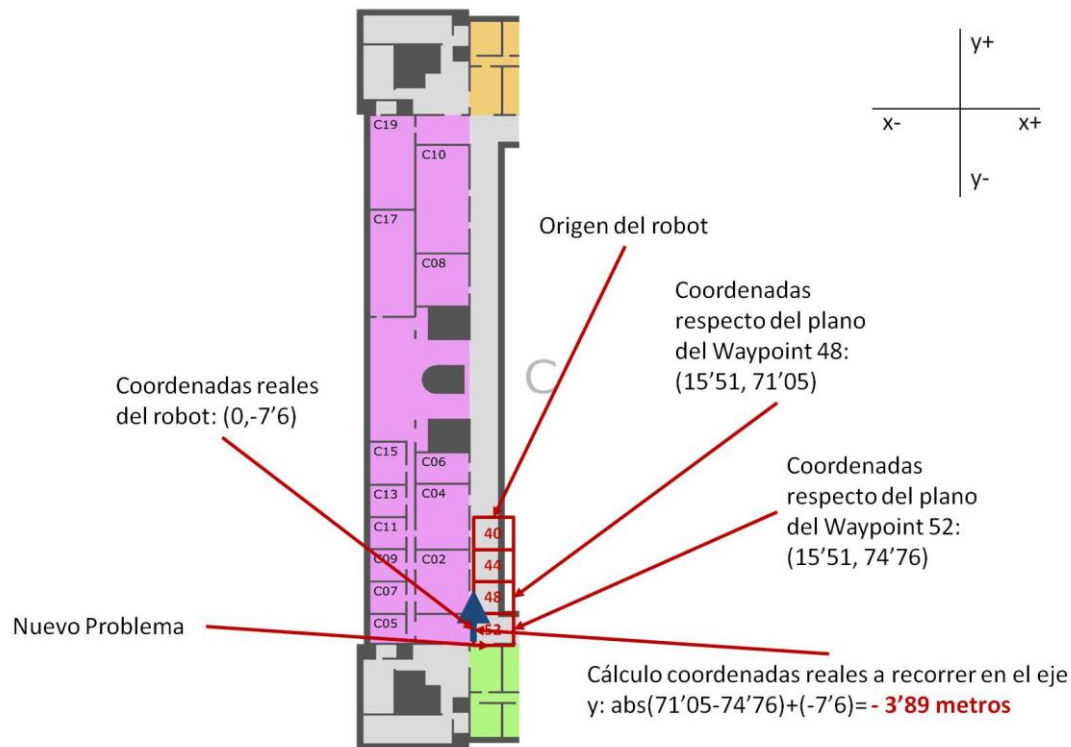 y+
x-
x+
y-
C19
C10
C17
C08
Origen del robot
Coordenadas
respecto del plano
del Waypoint 48:
(15’51, 71’05)
C
Coordenadas reales
del robot: (0,-7’6)
C15
C06
C13
C04
Coordenadas
respecto del plano
del Waypoint 52:
(15’51, 74’76)
C11
40
C09
C02
44
C07
48
C05
52
Nuevo Problema
Cálculo coordenadas reales a recorrer en el eje
y: abs(71’05-74’76)+(-7’6)= - 3’89 metros